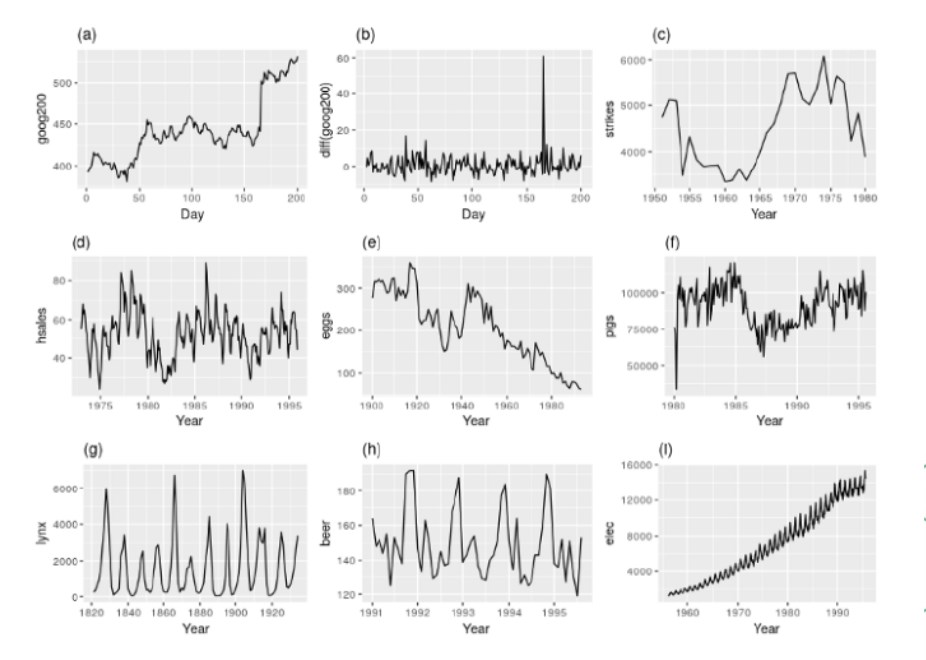 (a)
goog200
500
450
400
0 50 100 150 200
Day
(b)
diff(goog200)
60
40
20
0
0 50 100 150 200
Day
(c)
strikes
6000
5000
4000
1950 1955 1960 1965 1970 1975 1980
Year
(d)
hsales
80
60
40
1975 1980 1985 1990 1995
Year
(e)
eggs
300
200
100
1900 1920 1940 1960 1980
Year
(f)
pigs
100000
75000
50000
1980 1985 1990 1995
Year
(g)
lynx
6000
4000
2000
0
1820 1840 1860 1880 1900 1920
Year
(h)
beer
180
160
140
120
1991 1992 1993 1994 1995
Year
(I)
elec
16000
12000
8000
4000
1960 1970 1980 1990
Year